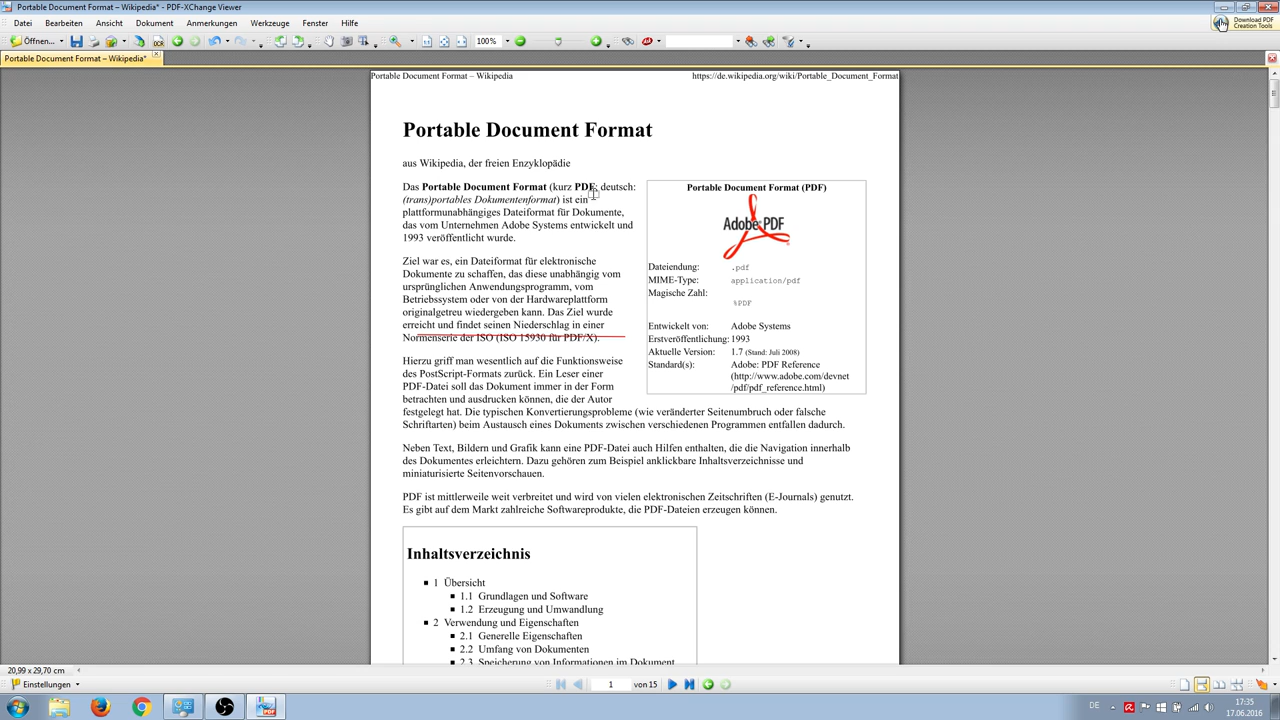 Portable Document Format – Wikipedia* - PDF-XChange Viewer
Datei Bearbeiten Ansicht Dokument Anmerkungen Werkzeuge Fenster Hilfe
Download PDF
Creation Tools
Öffnen...
OCR
100%
Portable Document Format – Wikipedia*
Portable Document Format – Wikipedia
https://de.wikipedia.org/wiki/Portable_Document_Format
Portable Document Format
aus Wikipedia, der freien Enzyklopädie
Das Portable Document Format (kurz PDF; deutsch:
(trans)portables Dokumentenformat) ist ein
plattformunabhängiges Dateiformat für Dokumente,
das vom Unternehmen Adobe Systems entwickelt und
1993 veröffentlicht wurde.
Ziel war es, ein Dateiformat für elektronische
Dokumente zu schaffen, das diese unabhängig vom
ursprünglichen Anwendungsprogramm, vom
Betriebssystem oder von der Hardwareplattform
originalgetreu wiedergeben kann. Das Ziel wurde
erreicht und findet seinen Niederschlag in einer
Normenserie der ISO (ISO 15930 für PDF/X).
Hierzu griff man wesentlich auf die Funktionsweise
des PostScript-Formats zurück. Ein Leser einer
PDF-Datei soll das Dokument immer in der Form
betrachten und ausdrucken können, die der Autor
festgelegt hat. Die typischen Konvertierungsprobleme (wie veränderter Seitenumbruch oder falsche
Schriftarten) beim Austausch eines Dokuments zwischen verschiedenen Programmen entfallen dadurch.
Portable Document Format (PDF)
Adobe PDF
Dateiendung: .pdf
MIME-Type: application/pdf
Magische Zahl:
%PDF
Entwickelt von: Adobe Systems
Erstveröffentlichung: 1993
Aktuelle Version: 1.7 (Stand: Juli 2008)
Standard(s): Adobe: PDF Reference
(http://www.adobe.com/devnet
/pdf/pdf_reference.html)
Neben Text, Bildern und Grafik kann eine PDF-Datei auch Hilfen enthalten, die die Navigation innerhalb
des Dokumentes erleichtern. Dazu gehören zum Beispiel anklickbare Inhaltsverzeichnisse und
miniaturisierte Seitenvorschauen.
PDF ist mittlerweile weit verbreitet und wird von vielen elektronischen Zeitschriften (E-Journals) genutzt.
Es gibt auf dem Markt zahlreiche Softwareprodukte, die PDF-Dateien erzeugen können.
Inhaltsverzeichnis
1 Übersicht
1.1 Grundlagen und Software
1.2 Erzeugung und Umwandlung
2 Verwendung und Eigenschaften
2.1 Generelle Eigenschaften
2.2 Umfang von Dokumenten
2.3 Speicherung von Informationen im Dokument
20,99 x 29,70 cm
Einstellungen
1 von 15
DE
17:35
17.06.2016